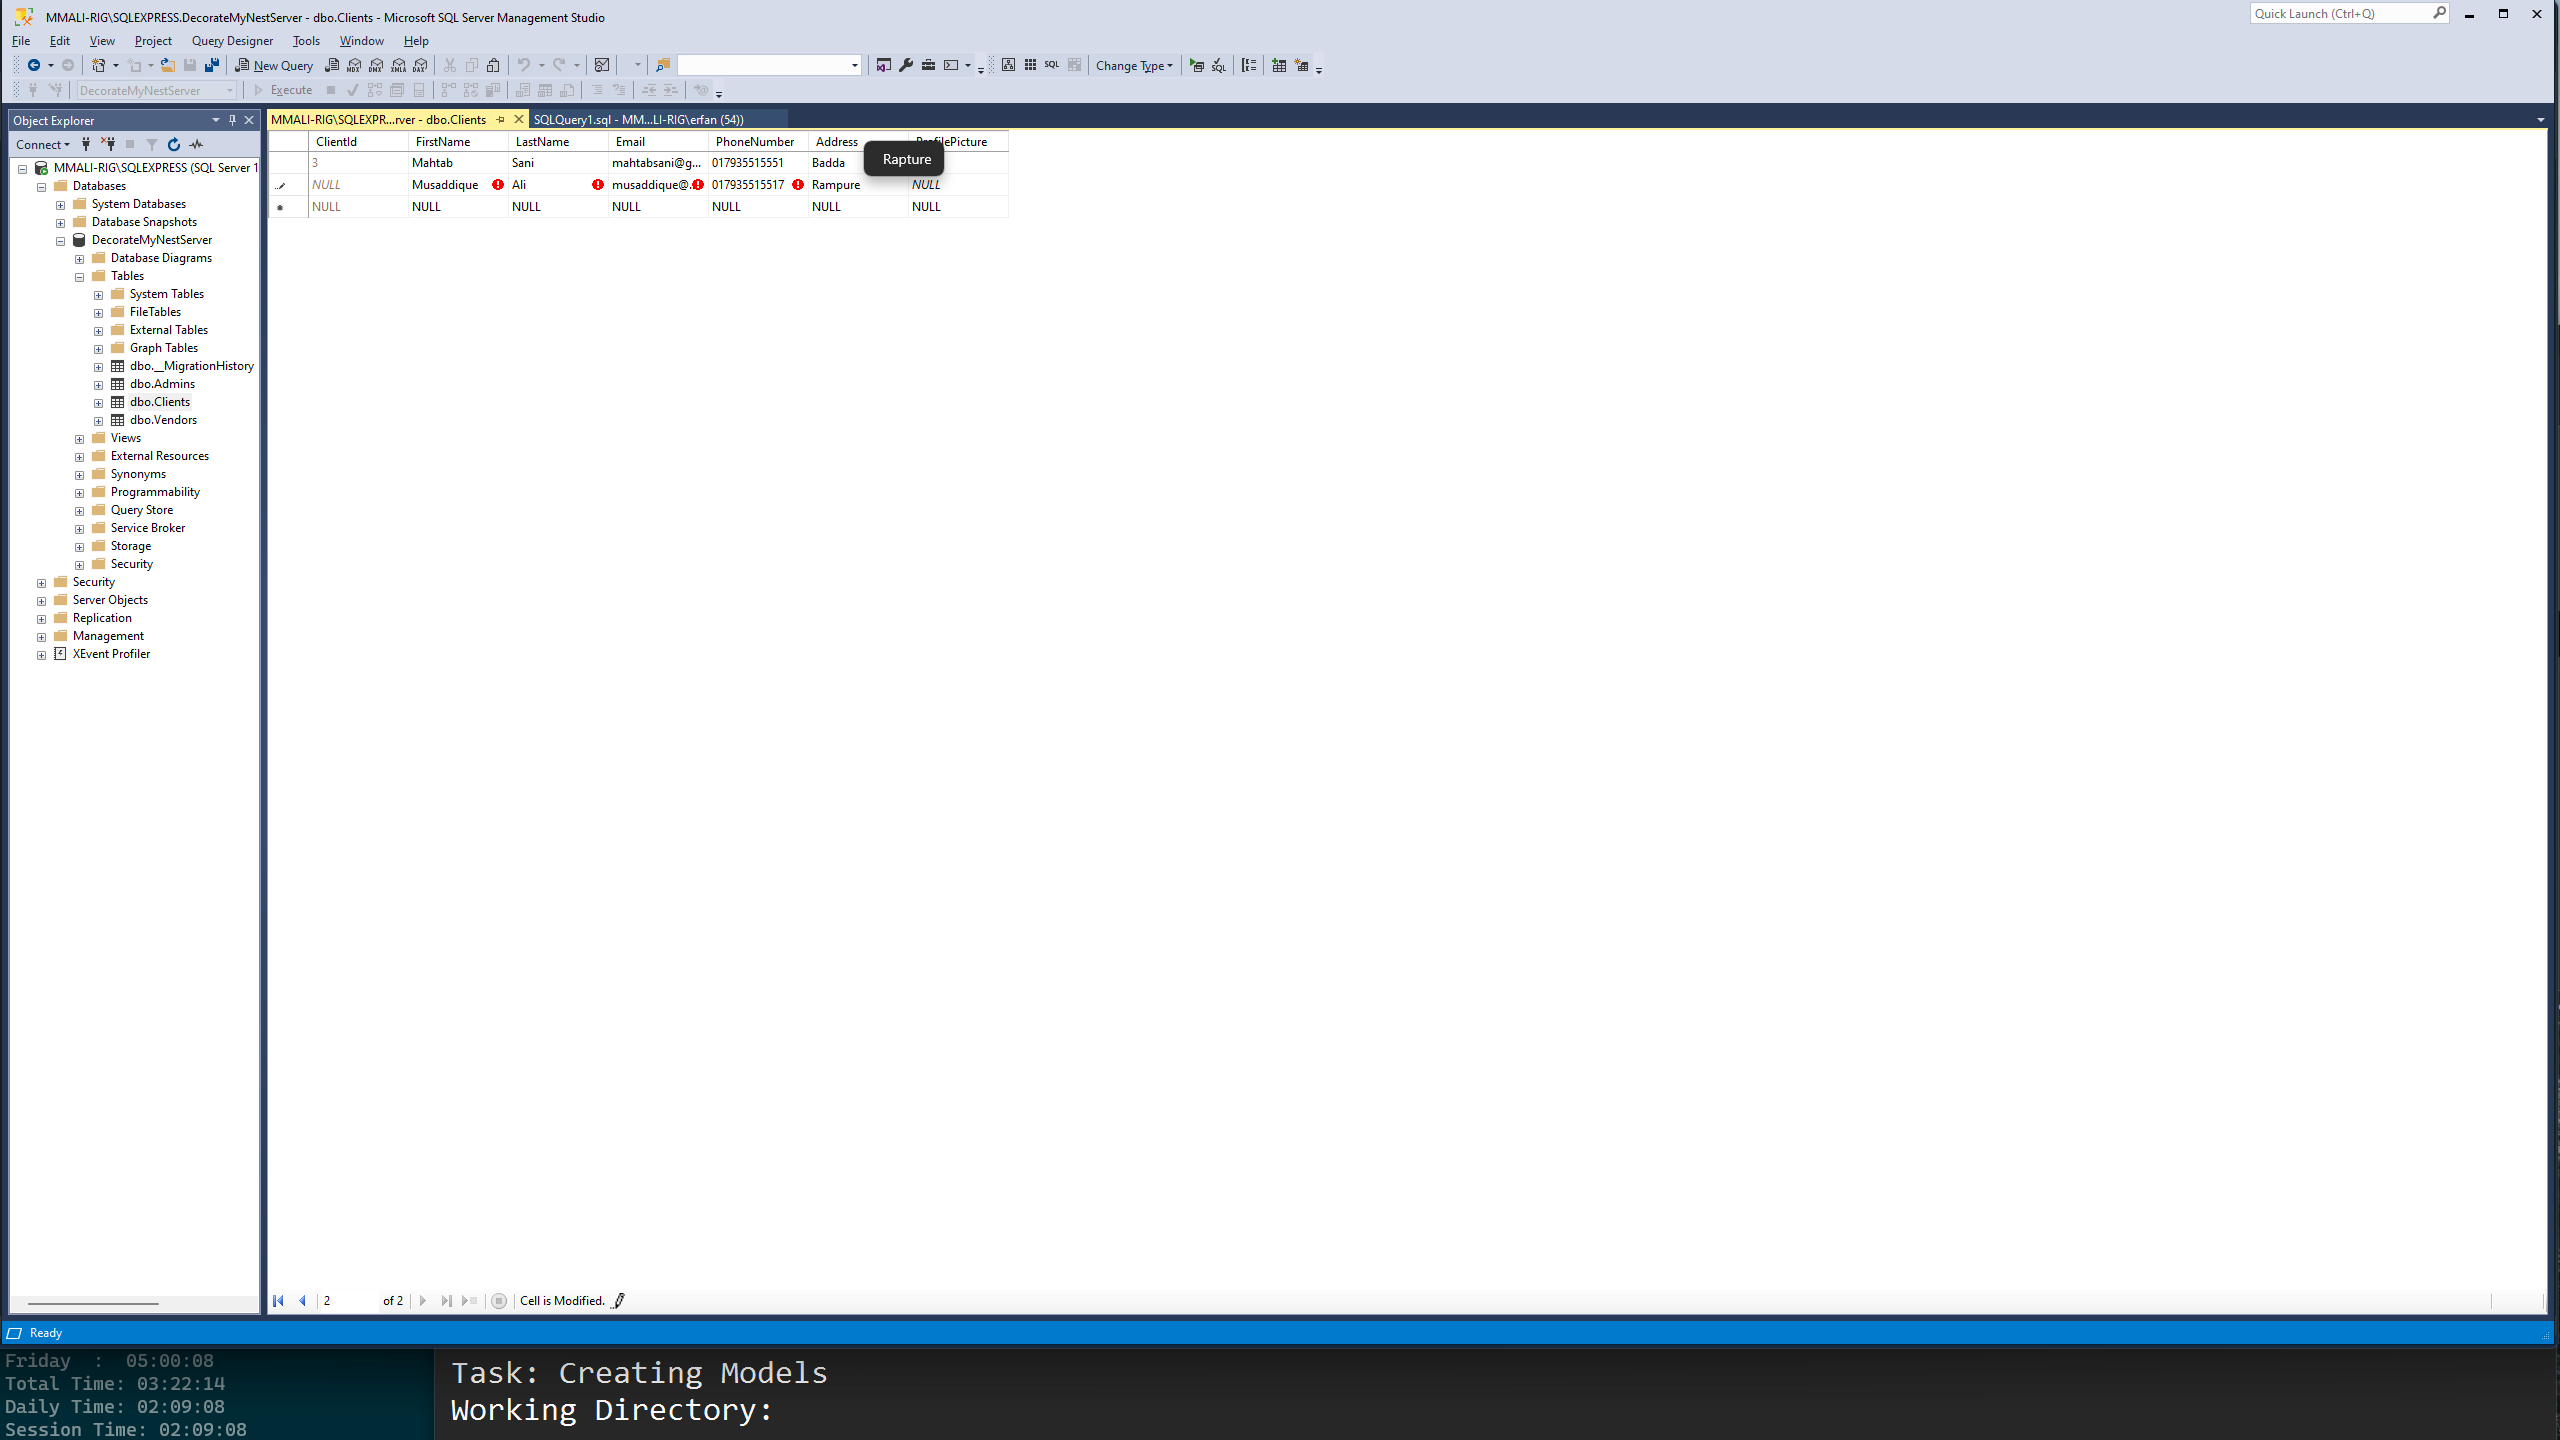 MMALI-RIG\SQLEXPRESS.DecorateMyNestServer - dbo.Clients - Microsoft SQL Server Management Studio
Quick Launch (Ctrl+Q)
File Edit View Project Query Designer Tools Window Help
New Query MDX DMX XMLA DAX SQL Change Type SQL
DecorateMyNestServer Execute
Object Explorer
Connect
MMALI-RIG\SQLEXPRESS (SQL Server 1
Databases
System Databases
Database Snapshots
DecorateMyNestServer
Database Diagrams
Tables
System Tables
FileTables
External Tables
Graph Tables
dbo.__MigrationHistory
dbo.Admins
dbo.Clients
dbo.Vendors
Views
External Resources
Synonyms
Programmability
Query Store
Service Broker
Storage
Security
Security
Server Objects
Replication
Management
XEvent Profiler
MMALI-RIG\SQLEXPR...rver - dbo.Clients SQLQuery1.sql - MM...LI-RIG\erfan (54))
ClientId FirstName LastName Email PhoneNumber Address ProfilePicture
Rapture
3 Mahtab Sani mahtabsani@g... 017935515551 Badda
NULL Musaddique Ali musaddique@. 017935515517 Rampure NULL
NULL NULL NULL NULL NULL NULL NULL
2 of 2 Cell is Modified.
Ready
Friday : 05:00:08
Total Time: 03:22:14
Daily Time: 02:09:08
Session Time: 02:09:08
Task: Creating Models
Working Directory: